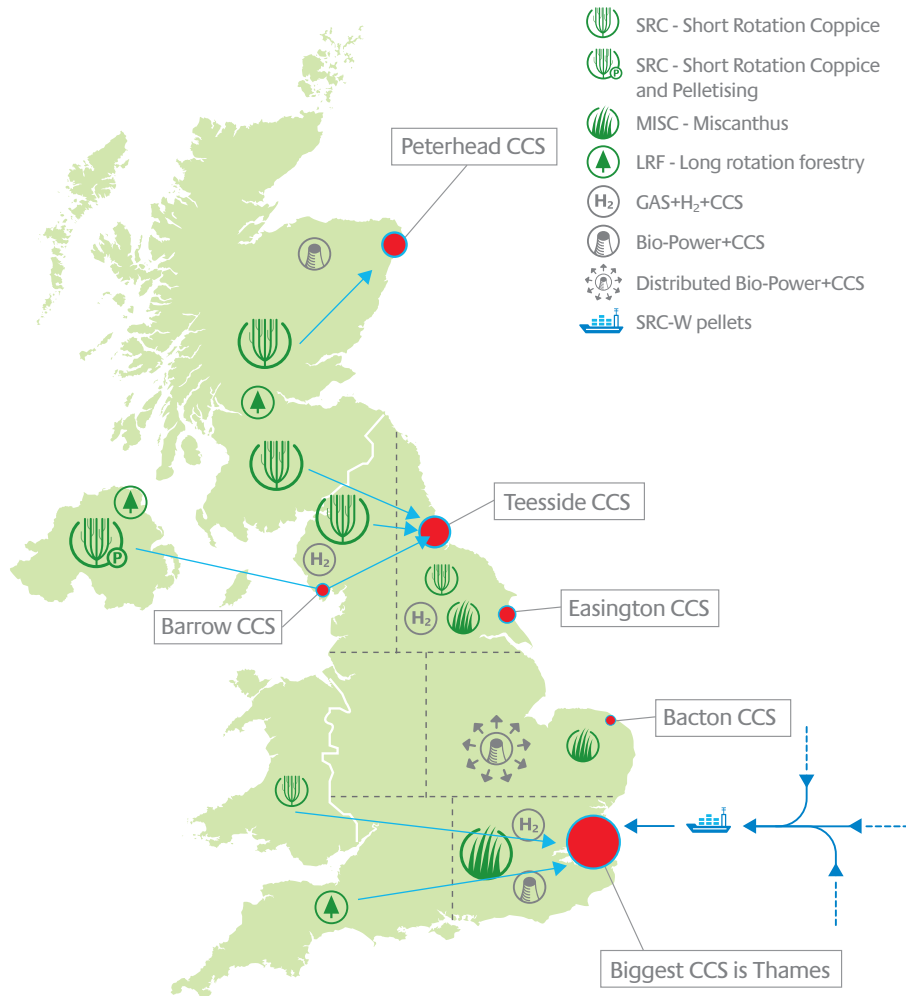 SRC - Short Rotation Coppice
SRC - Short Rotation Coppice
and Pelletising
P
MISC - Miscanthus
LRF - Long rotation forestry
H₂ GAS+H₂+CCS
Bio-Power+CCS
Distributed Bio-Power+CCS
SRC-W pellets
Peterhead CCS
Teesside CCS
P
H₂
Barrow CCS
H₂
Easington CCS
Bacton CCS
H₂
Biggest CCS is Thames